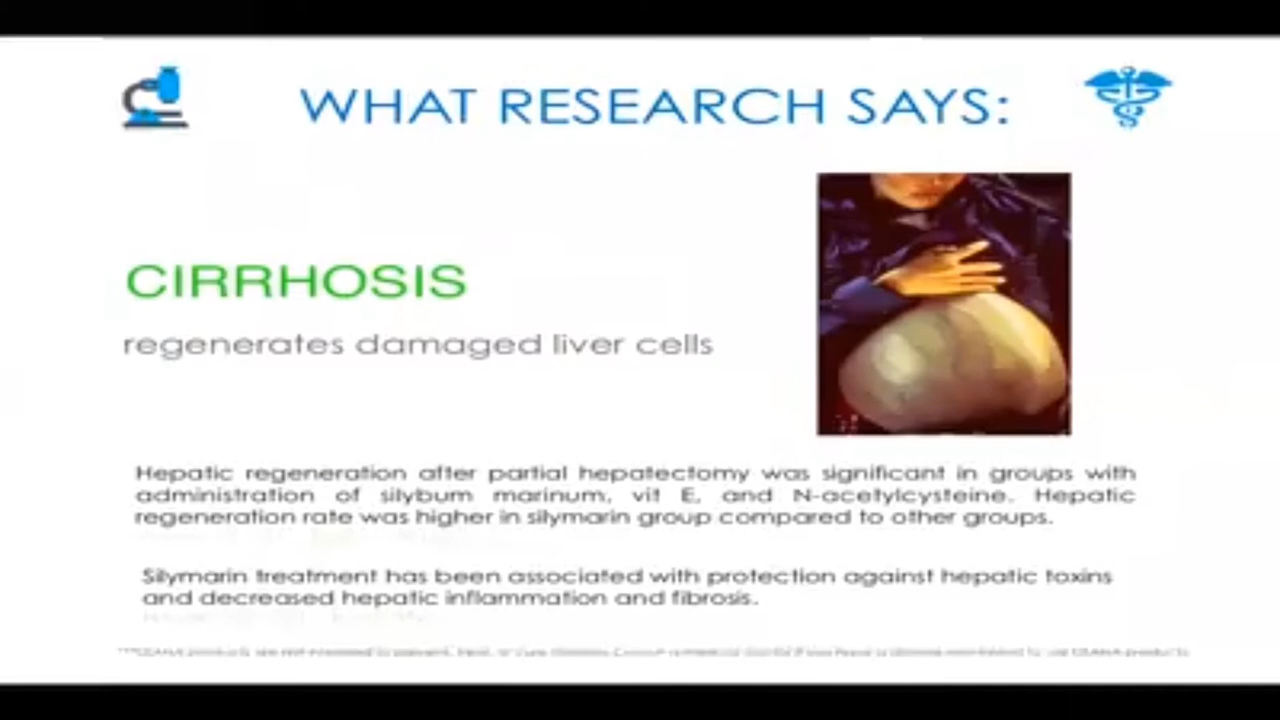 WHAT RESEARCH SAYS:
CIRRHOSIS
regenerates damaged liver cells
Hepatic regeneration after partial hepatectomy was significant in groups with
administration of silybum marinum, vit E, and N-acetylcysteine. Hepatic
regeneration rate was higher in silymarin group compared to other groups.
Silymarin treatment has been associated with protection against hepatic toxins
and decreased hepatic inflammation and fibrosis.